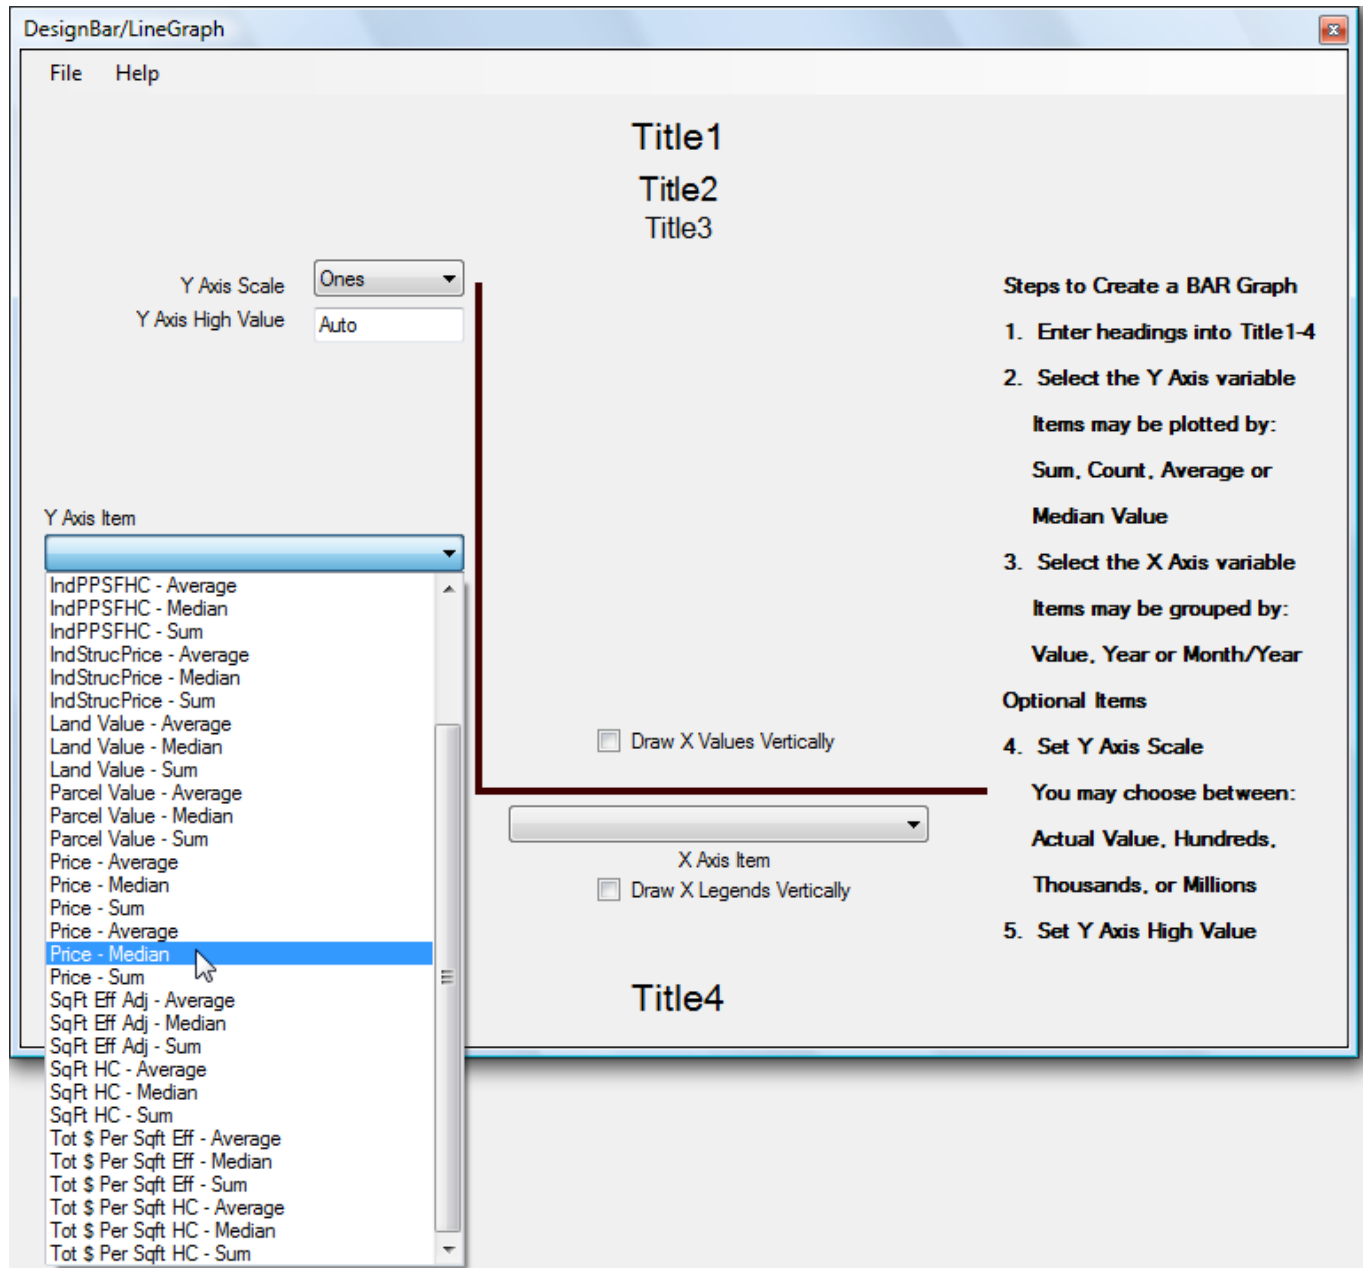 DesignBar/LineGraph
File Help
Title1
Title2
Title3
Y Axis Scale Ones
Y Axis High Value Auto
Y Axis Item
IndPPSFHC - Average
IndPPSFHC - Median
IndPPSFHC - Sum
IndStrucPrice - Average
IndStrucPrice - Median
IndStrucPrice - Sum
Land Value - Average
Land Value - Median
Land Value - Sum
Parcel Value - Average
Parcel Value - Median
Parcel Value - Sum
Price - Average
Price - Median
Price - Sum
Price - Average
Price - Median
Price - Sum
SqFt Eff Adj - Average
SqFt Eff Adj - Median
SqFt Eff Adj - Sum
SqFt HC - Average
SqFt HC - Median
SqFt HC - Sum
Tot $ Per Sqft Eff - Average
Tot $ Per Sqft Eff - Median
Tot $ Per Sqft Eff - Sum
Tot $ Per Sqft HC - Average
Tot $ Per Sqft HC - Median
Tot $ Per Sqft HC - Sum
Draw X Values Vertically
X Axis Item
Draw X Legends Vertically
Title4
Steps to Create a BAR Graph
1. Enter headings into Title1-4
2. Select the Y Axis variable
Items may be plotted by:
Sum, Count, Average or
Median Value
3. Select the X Axis variable
Items may be grouped by:
Value, Year or Month/Year
Optional Items
4. Set Y Axis Scale
You may choose between:
Actual Value, Hundreds,
Thousands, or Millions
5. Set Y Axis High Value